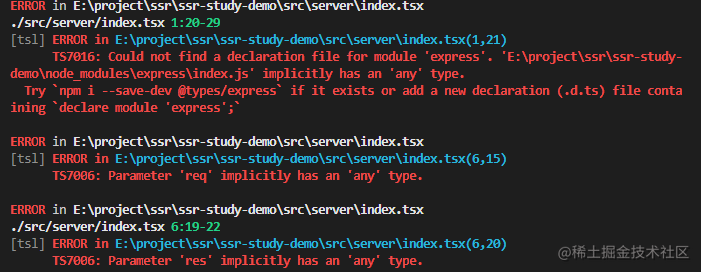 ERROR in E:\project\ssr\ssr-study-demo\src\server\index.tsx
./src/server/index.tsx 1:20-29
[tsl] ERROR in E:\project\ssr\ssr-study-demo\src\server\index.tsx(1,21)
TS7016: Could not find a declaration file for module 'express'. 'E:\project\ssr\ssr-study-
demo\node_modules\express\index.js' implicitly has an 'any' type.
Try `npm i --save-dev @types/express` if it exists or add a new declaration (.d.ts) file conta
ining `declare module 'express';`
ERROR in E:\project\ssr\ssr-study-demo\src\server\index.tsx
[tsl] ERROR in E:\project\ssr\ssr-study-demo\src\server\index.tsx(6,15)
TS7006: Parameter 'req' implicitly has an 'any' type.
ERROR in E:\project\ssr\ssr-study-demo\src\server\index.tsx
./src/server/index.tsx 6:19-22
[tsl] ERROR in E:\project\ssr\ssr-study-demo\src\server\index.tsx(6,20)
TS7006: Parameter 'res' implicitly has an 'any' type.
@稀土掘金技术社区